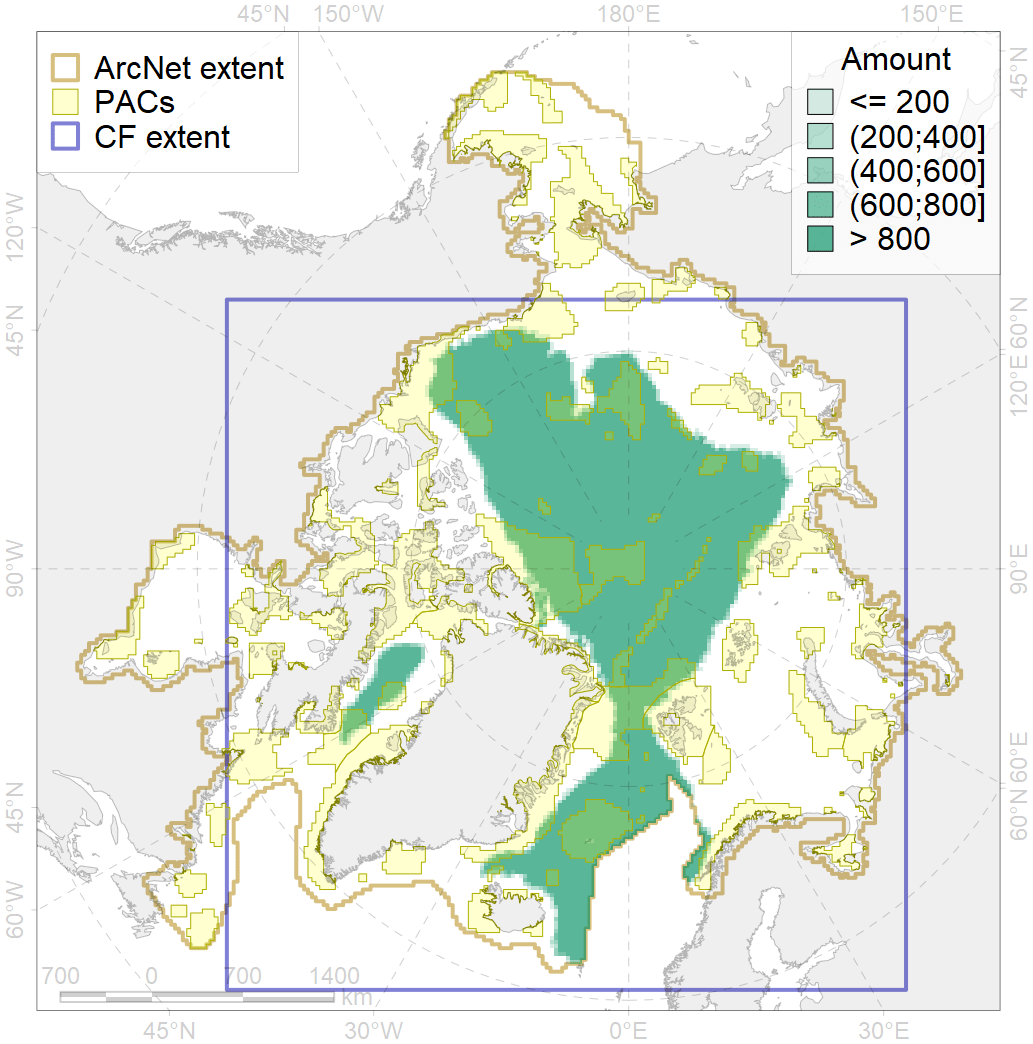 45°N 150°W 180°E 150°E
ArcNet extent
PACs
CF extent
Amount
<= 200
(200;400]
(400;600]
(600;800]
> 800
45°N
120°W
45°N
90°W
45°N
60°W
60°N
120°E
90°E
60°E
60°N
700 0 700 1400
km
45°W 30°W 0°E 30°E